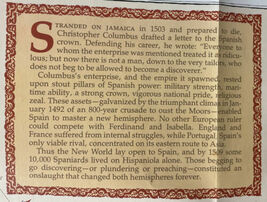 STRANDED ON JAMAICA in 1503 and prepared to die,
Christopher Columbus drafted a letter to the Spanish
crown. Defending his career, he wrote: "Everyone to
whom the enterprise was mentioned treated it as ridicu-
lous; but now there is not a man, down to the very tailors, who
does not beg to be allowed to become a discoverer."
Columbus's enterprise, and the empire it spawned, rested
upon stout pillars of Spanish power: military strength, mari-
time ability, a strong crown, vigorous national pride, religious
zeal. These assets—galvanized by the triumphant climax in Jan-
uary 1492 of an 800-year crusade to oust the Moors—enabled
Spain to master a new hemisphere. No other European ruler
could compete with Ferdinand and Isabella. England and
France suffered from internal struggles, while Portugal, Spain's
only viable rival, concentrated on its eastern route to Asia.
Thus the New World lay open to Spain, and by 1509 some
10,000 Spaniards lived on Hispaniola alone. Those begging to
go discovering—or plundering or preaching—constituted an
onslaught that changed both hemispheres forever.